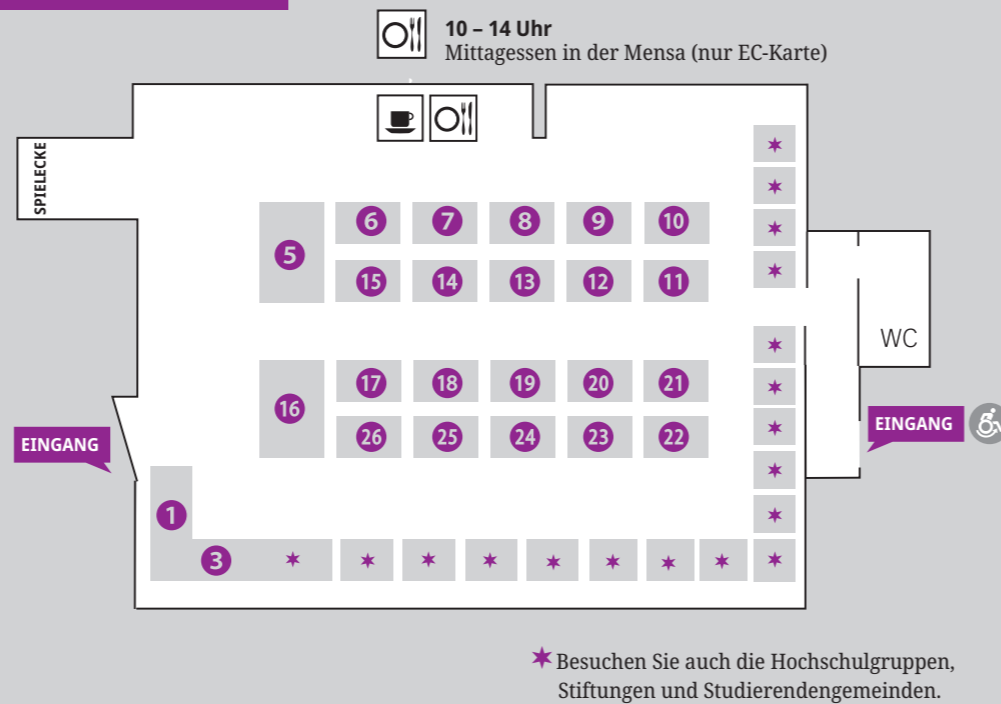 10 – 14 Uhr
Mittagessen in der Mensa (nur EC-Karte)
SPIELECKE
6 7 8 9 10
5
15 14 13 12 11
WC
17 18 19 20 21
16
EINGANG
26 25 24 23 22
EINGANG
1
3
Besuchen Sie auch die Hochschulgruppen,
Stiftungen und Studierendengemeinden.